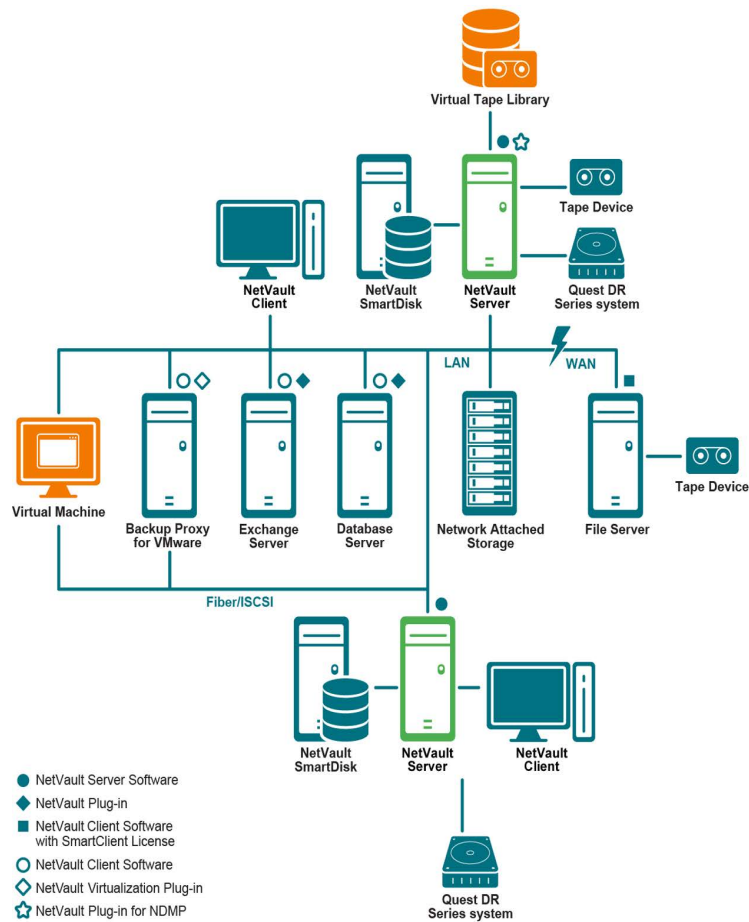 Virtual Tape Library
Tape Device
NetVault
Client
NetVault
SmartDisk
NetVault
Server
Quest DR
Series system
LAN
WAN
Virtual Machine
Backup Proxy
for VMware
Exchange
Server
Database
Server
Network Attached
Storage
File Server
Tape Device
Fiber/ISCSI
NetVault
SmartDisk
NetVault
Server
NetVault
Client
NetVault Server Software
NetVault Plug-in
NetVault Client Software
with SmartClient License
NetVault Client Software
NetVault Virtualization Plug-in
NetVault Plug-in for NDMP
Quest DR
Series system